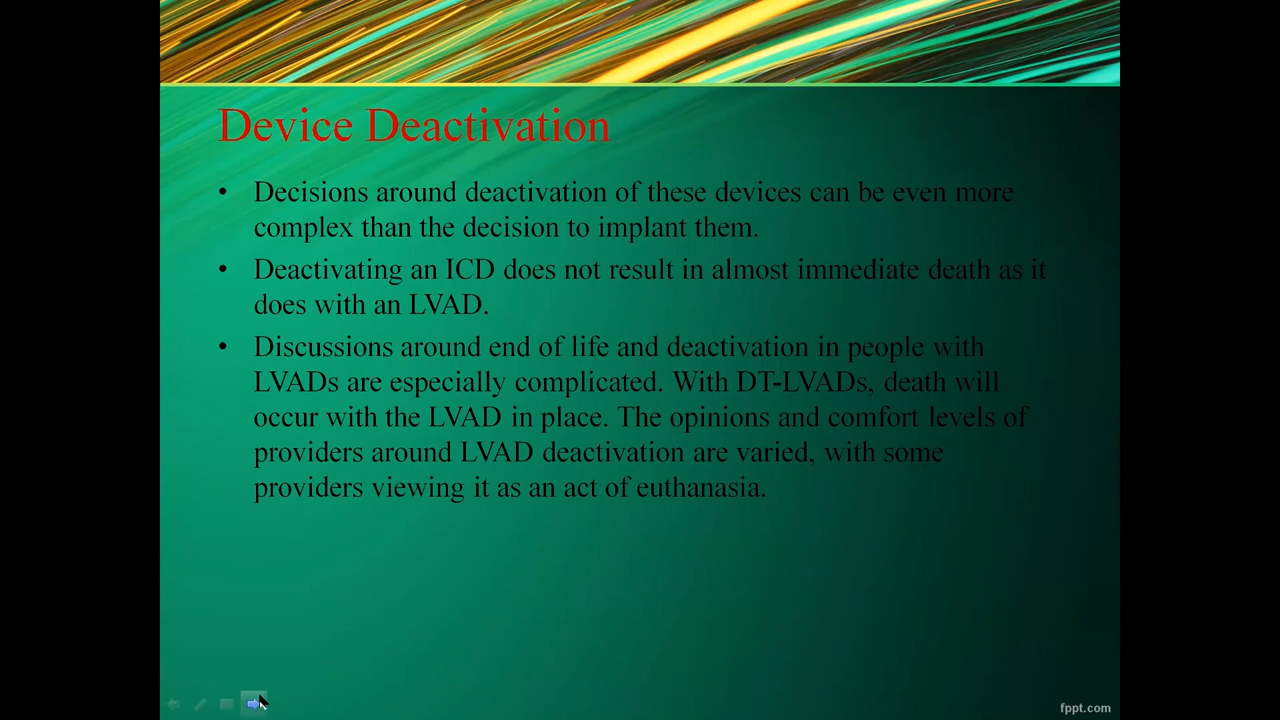 Device Deactivation
• Decisions around deactivation of these devices can be even more
complex than the decision to implant them.
• Deactivating an ICD does not result in almost immediate death as it
does with an LVAD.
• Discussions around end of life and deactivation in people with
LVADs are especially complicated. With DT-LVADs, death will
occur with the LVAD in place. The opinions and comfort levels of
providers around LVAD deactivation are varied, with some
providers viewing it as an act of euthanasia.
fppt.com